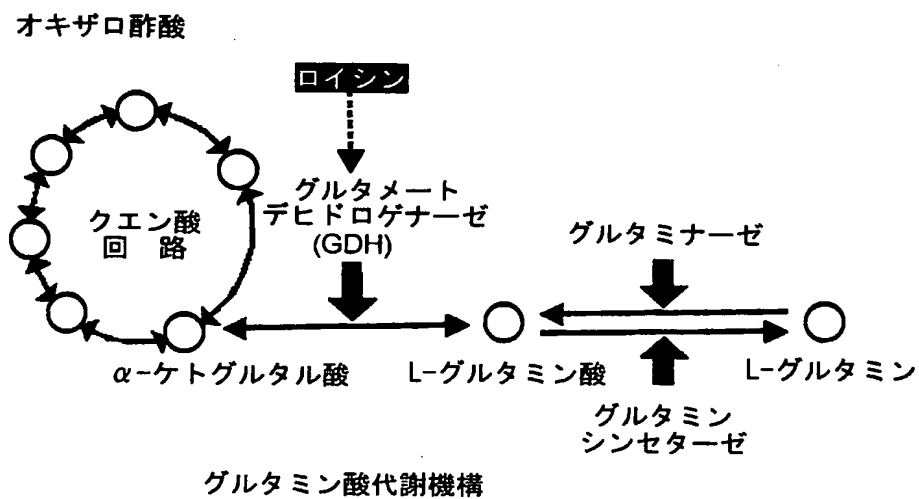 オキザロ酢酸
ロイシン
グルタメート
デヒドロゲナーゼ
(GDH)
クエン酸
回 路
グルタミナーゼ
α-ケトグルタル酸
L-グルタミン酸
L-グルタミン
グルタミン
シンセターゼ
グルタミン酸代謝機構